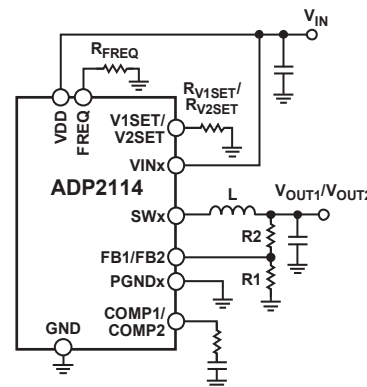 VIN
RFREQ
RV1SET/
RV2SET
VDD
FREQ
V1SET/
V2SET
VINx
ADP2114
L
VOUT1/VOUT2
SWx
R2
FB1/FB2
R1
PGNDx
COMP1/
COMP2
GND